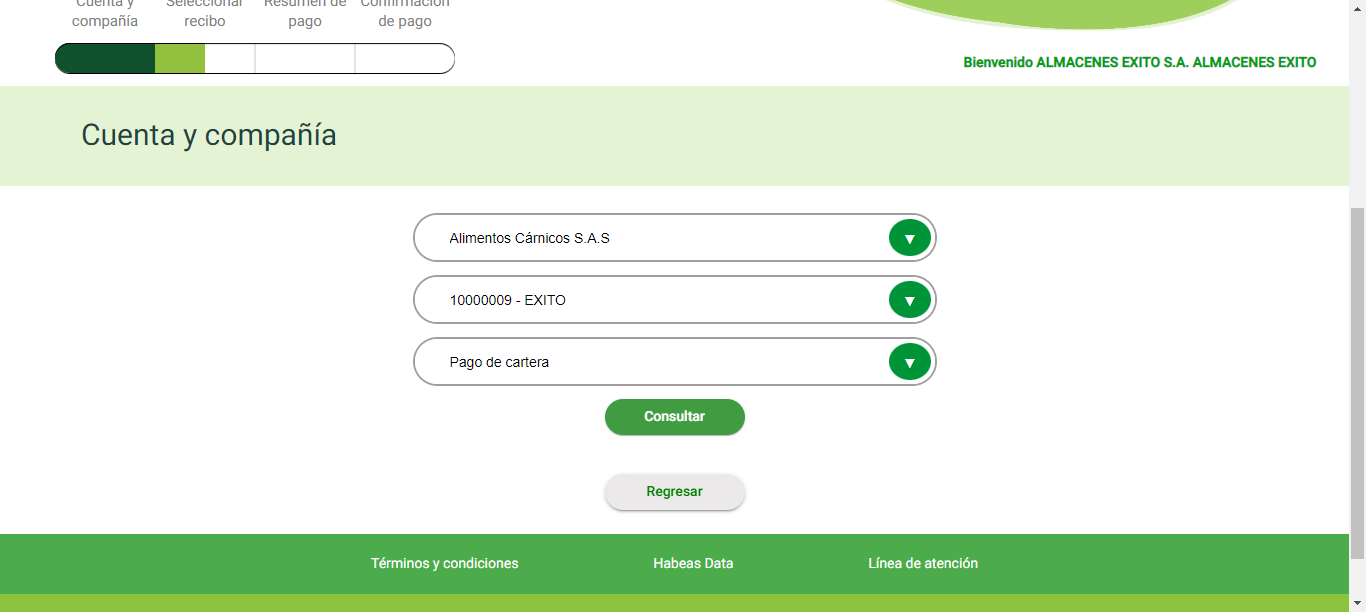 Cuenta y Seleccionar Resumen de Confirmación
compañía recibo pago de pago
Bienvenido ALMACENES EXITO S.A. ALMACENES EXITO
Cuenta y compañía
Alimentos Cárnicos S.A.S
10000009 - EXITO
Pago de cartera
Consultar
Regresar
Términos y condiciones Habeas Data Línea de atención